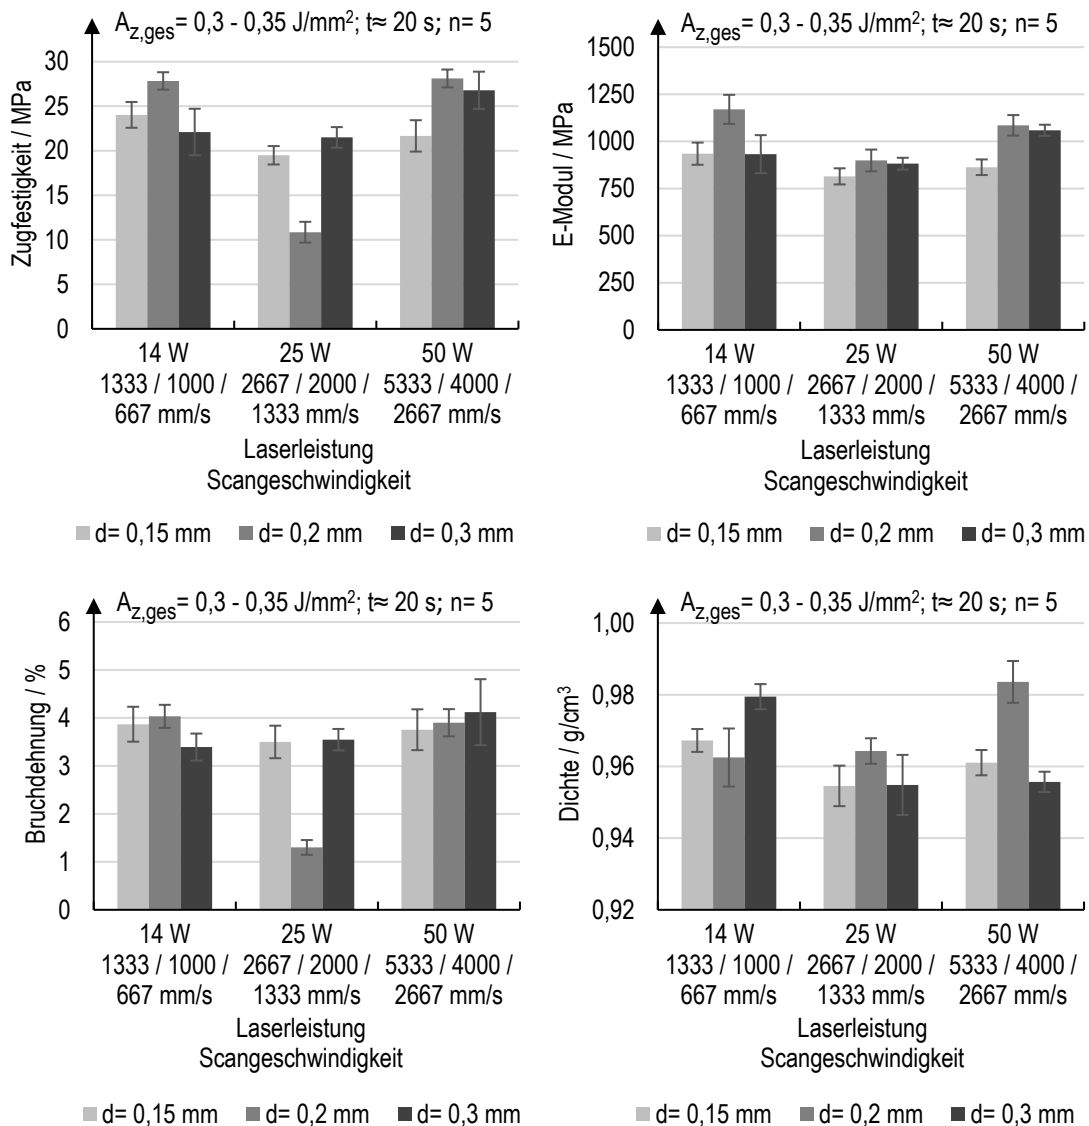 A_z,ges= 0,3 - 0,35 J/mm²; t≈ 20 s; n= 5
Zugfestigkeit / MPa
30
25
20
15
10
5
0
14 W
1333 / 1000 /
667 mm/s
25 W
2667 / 2000 /
1333 mm/s
50 W
5333 / 4000 /
2667 mm/s
Laserleistung
Scangeschwindigkeit
d= 0,15 mm d= 0,2 mm d= 0,3 mm
A_z,ges= 0,3 - 0,35 J/mm²; t≈ 20 s; n= 5
E-Modul / MPa
1500
1250
1000
750
500
250
0
14 W
1333 / 1000 /
667 mm/s
25 W
2667 / 2000 /
1333 mm/s
50 W
5333 / 4000 /
2667 mm/s
Laserleistung
Scangeschwindigkeit
d= 0,15 mm d= 0,2 mm d= 0,3 mm
A_z,ges= 0,3 - 0,35 J/mm²; t≈ 20 s; n= 5
Bruchdehnung / %
6
5
4
3
2
1
0
14 W
1333 / 1000 /
667 mm/s
25 W
2667 / 2000 /
1333 mm/s
50 W
5333 / 4000 /
2667 mm/s
Laserleistung
Scangeschwindigkeit
d= 0,15 mm d= 0,2 mm d= 0,3 mm
A_z,ges= 0,3 - 0,35 J/mm²; t≈ 20 s; n= 5
Dichte / g/cm³
1,00
0,98
0,96
0,94
0,92
14 W
1333 / 1000 /
667 mm/s
25 W
2667 / 2000 /
1333 mm/s
50 W
5333 / 4000 /
2667 mm/s
Laserleistung
Scangeschwindigkeit
d= 0,15 mm d= 0,2 mm d= 0,3 mm